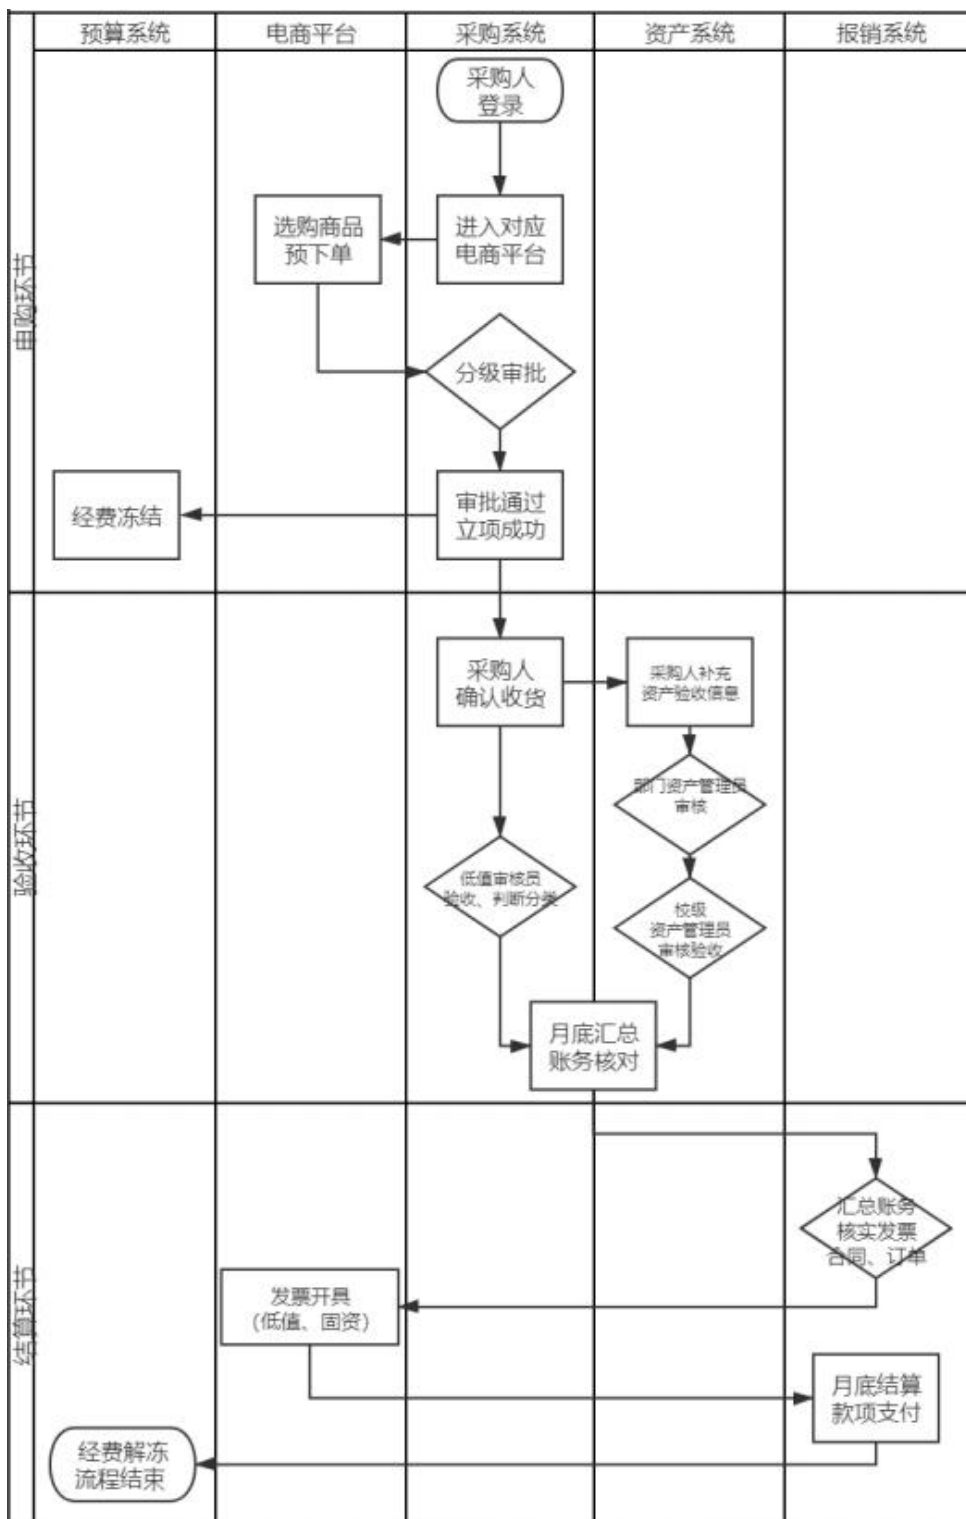 预算系统
电商平台
采购系统
资产系统
报销系统
申购环节
采购人
登录
选购商品
预下单
进入对应
电商平台
分级审批
经费冻结
审批通过
立项成功
验收环节
采购人
确认收货
采购人补充
资产验收信息
部门资产管理员
审核
低值审核员
验收、判断分类
校级
资产管理员
审核验收
月底汇总
账务核对
结算环节
汇总账务
核实发票
合同、订单
发票开具
（低值、固资）
月底结算
款项支付
经费解冻
流程结束